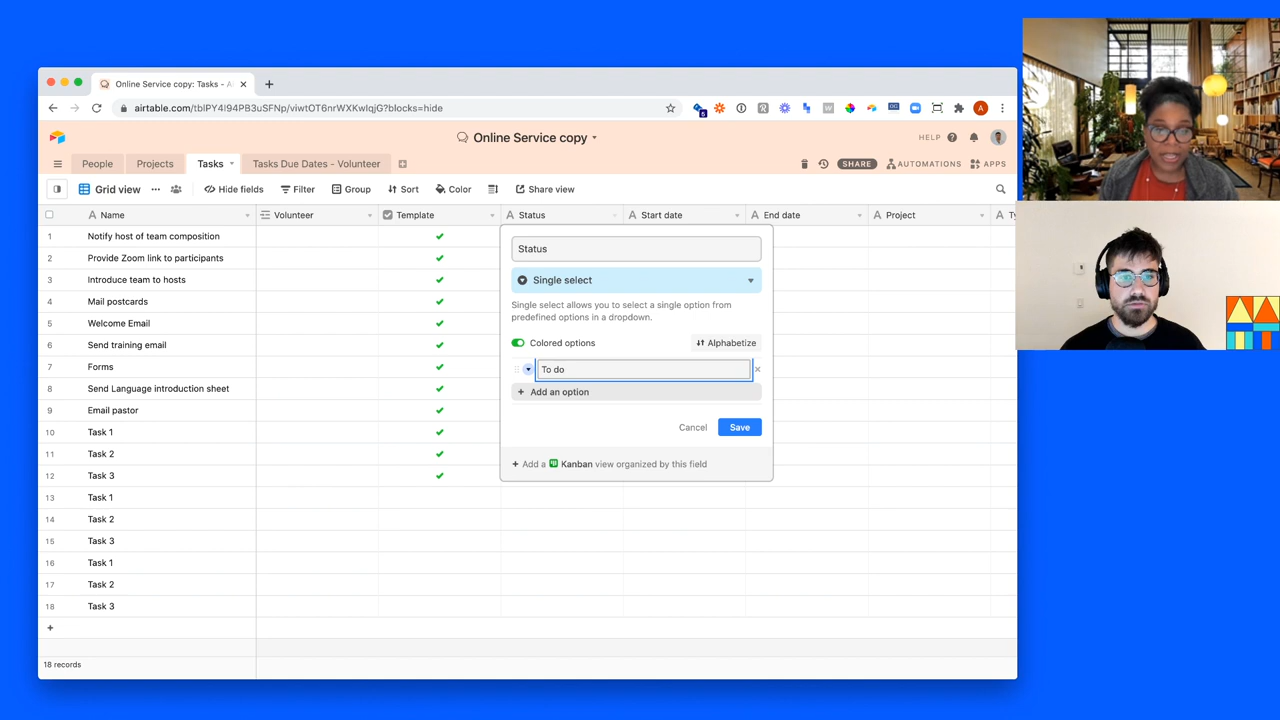 Online Service copy: Tasks - A
airtable.com/tblPY4l94PB3uSFNp/viwtOT6nrWXKwlqjG?blocks=hide
5
A
Online Service copy
HELP
People
Projects
Tasks
Tasks Due Dates - Volunteer
SHARE
AUTOMATIONS
APPS
Grid view
Hide fields
Filter
Group
Sort
Color
Share view
Name
Volunteer
Template
Status
Start date
End date
Project
1 Notify host of team composition
2 Provide Zoom link to participants
3 Introduce team to hosts
4 Mail postcards
5 Welcome Email
6 Send training email
7 Forms
8 Send Language introduction sheet
9 Email pastor
10 Task 1
11 Task 2
12 Task 3
13 Task 1
14 Task 2
15 Task 3
16 Task 1
17 Task 2
18 Task 3
Status
Single select
Single select allows you to select a single option from
predefined options in a dropdown.
Colored options
Alphabetize
To do
+ Add an option
Cancel
Save
+ Add a Kanban view organized by this field
+
18 records